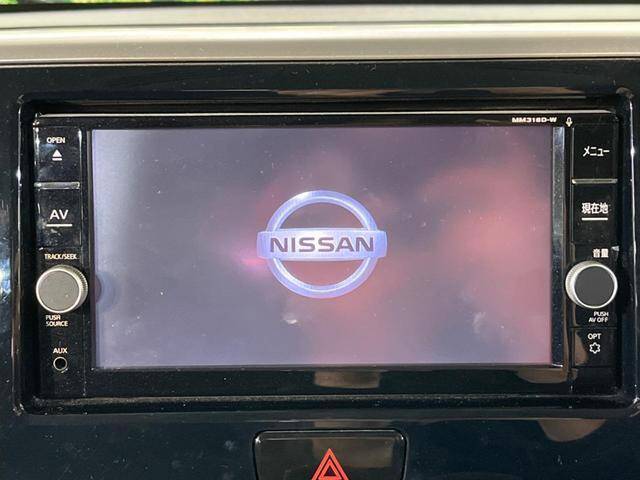 MM316D-W
OPEN
メニュー
AV
現在地
TRACK/SEEK
音量
NISSAN
PUSH
SOURCE
PUSH
AV OFF
AUX
OPT